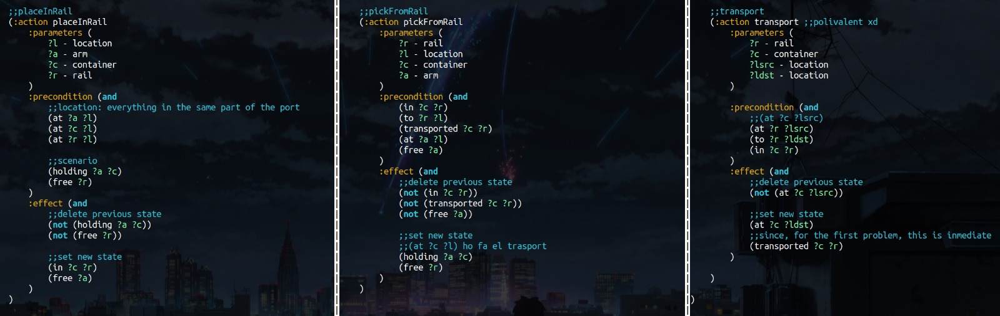 ;;placeInRail
(:action placeInRail
:parameters (
?l - location
?a - arm
?c - container
?r - rail
)
:precondition (and
;;location: everything in the same part of the port
(at ?a ?l)
(at ?c ?l)
(at ?r ?l)
;;scenario
(holding ?a ?c)
(free ?r)
)
:effect (and
;;delete previous state
(not (holding ?a ?c))
(not (free ?r))
;;set new state
(in ?c ?r)
(free ?a)
)
)
;;pickFromRail
(:action pickFromRail
:parameters (
?r - rail
?l - location
?c - container
?a - arm
)
:precondition (and
(in ?c ?r)
(to ?r ?l)
(transported ?c ?r)
(at ?a ?l)
(free ?a)
)
:effect (and
;;delete previous state
(not (in ?c ?r))
(not (transported ?c ?r))
(not (free ?a))
;;set new state
;;(at ?c ?l) ho fa el trasport
(holding ?a ?c)
(free ?r)
)
)
;;transport
(:action transport ;;polivalent xd
:parameters (
?r - rail
?c - container
?lsrc - location
?ldst - location
)
:precondition (and
;;(at ?c ?lsrc)
(at ?r ?lsrc)
(to ?r ?ldst)
(in ?c ?r)
)
:effect (and
;;delete previous state
(not (at ?c ?lsrc))
;;set new state
(at ?c ?ldst)
;;since, for the first problem, this is inmediate
(transported ?c ?r)
)
)
)